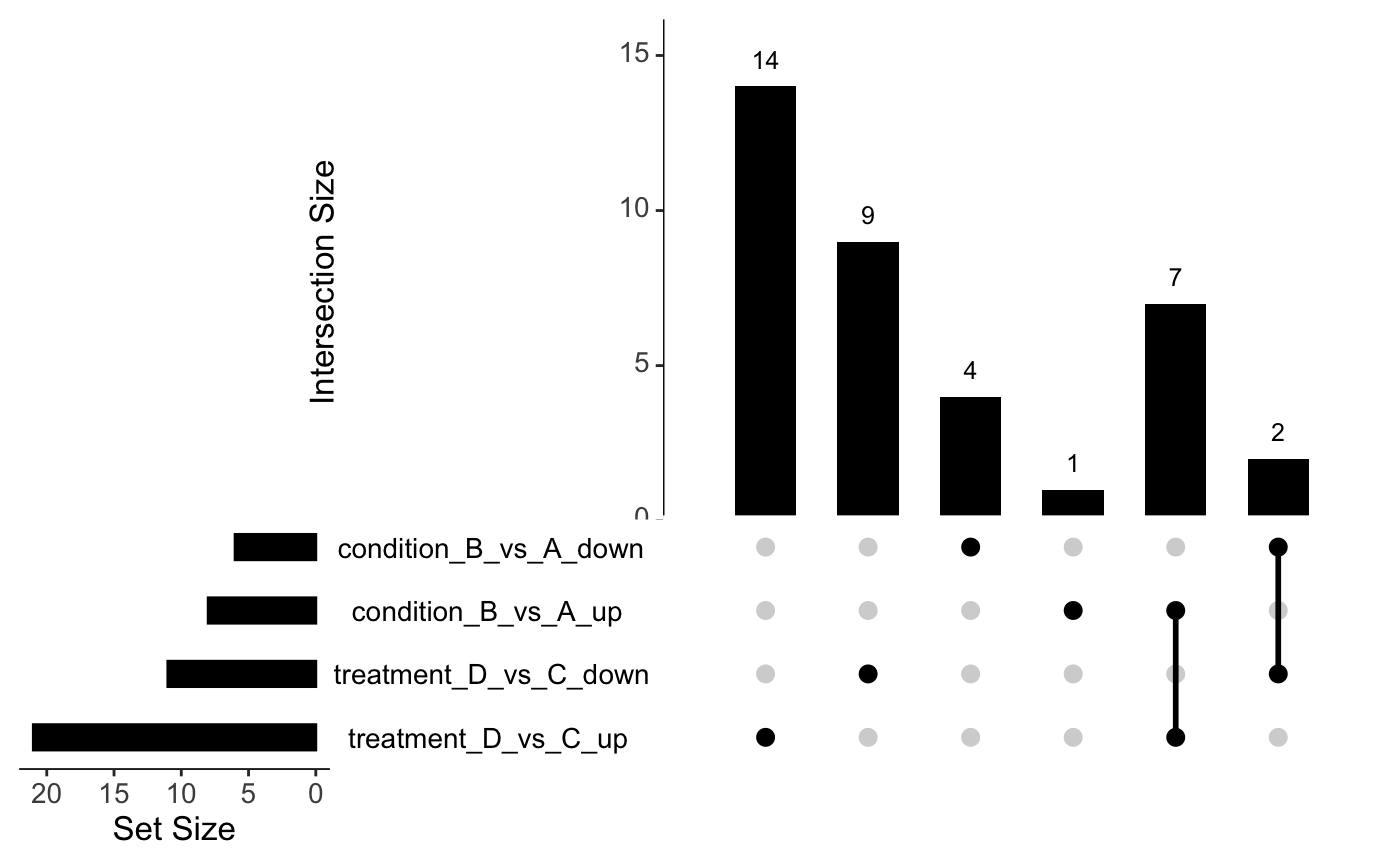 15
14
10
9
Intersection Size
7
5
4
2
1
0
condition_B_vs_A_down
condition_B_vs_A_up
treatment_D_vs_C_down
treatment_D_vs_C_up
20 15 10 5 0
Set Size